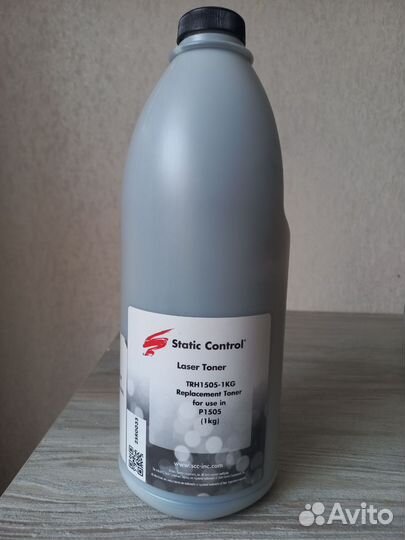 Static Control®
Laser Toner
TRH1505-1KG
Replacement Toner
for use in
P1505
(1kg)
www.scc-inc.com
Avito